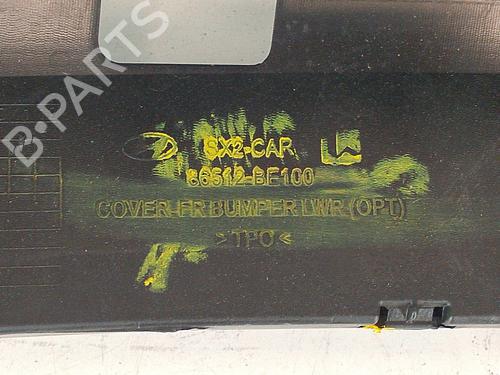 B-PARTS
SX2-CAR
86512-BE100
COVER-FR BUMPER LWR (OPT)
>TPO<